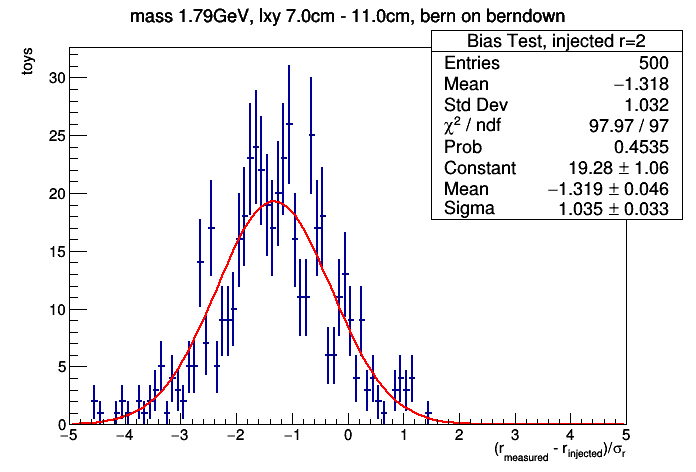 mass 1.79GeV, lxy 7.0cm - 11.0cm, bern on berndown
Bias Test, injected r=2
Entries 500
Mean −1.318
Std Dev 1.032
χ² / ndf 97.97 / 97
Prob 0.4535
Constant 19.28 ± 1.06
Mean −1.319 ± 0.046
Sigma 1.035 ± 0.033
toys
30
25
20
15
10
5
0
−5 −4 −3 −2 −1 0 1 2 3 4 5
(r_measured - r_injected)/σ_r